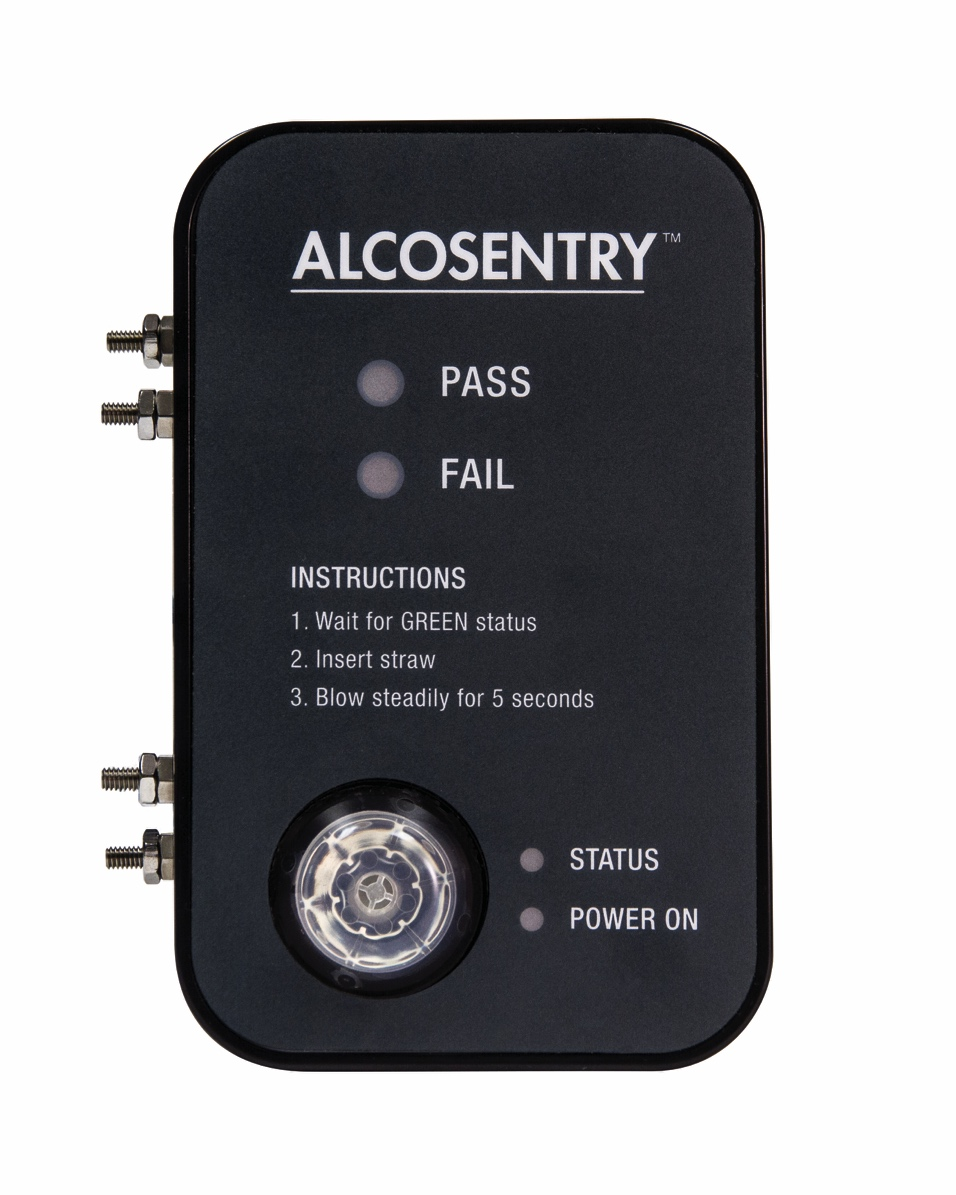 ALCOSENTRY™
PASS
FAIL
INSTRUCTIONS
1. Wait for GREEN status
2. Insert straw
3. Blow steadily for 5 seconds
STATUS
POWER ON